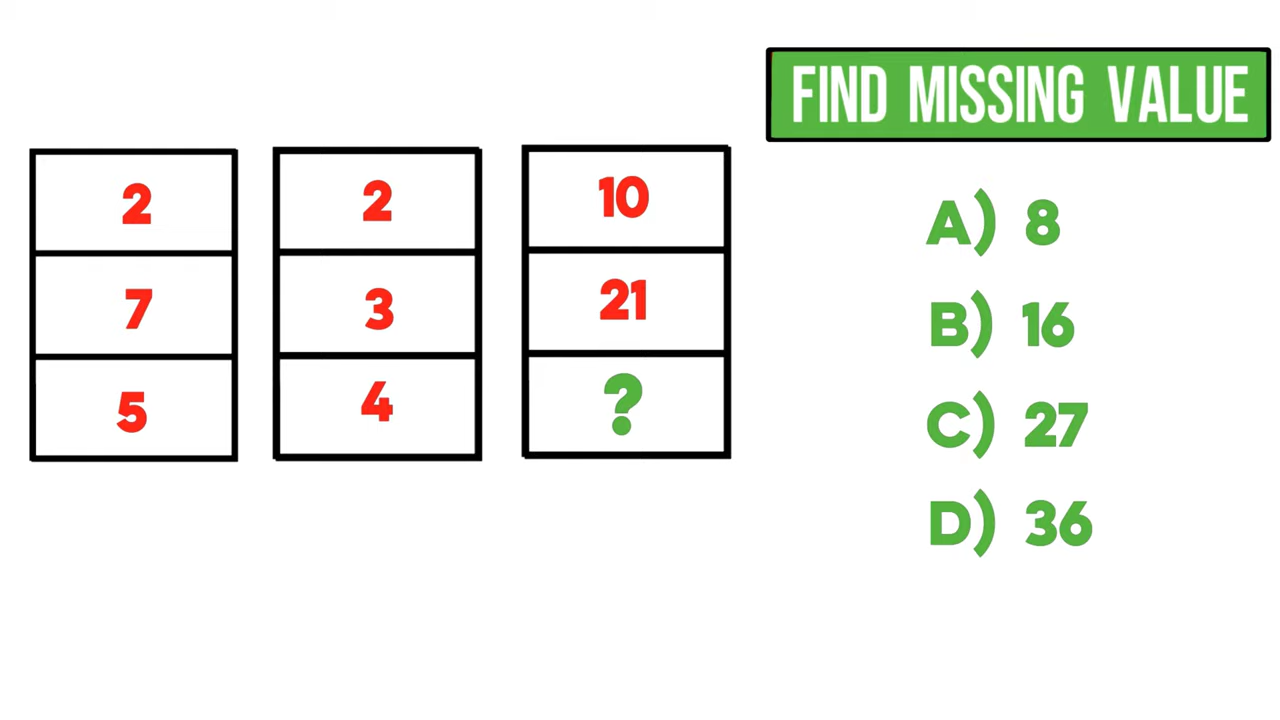 FIND MISSING VALUE
2 2 10
7 3 21
5 4 ?
A) 8
B) 16
C) 27
D) 36